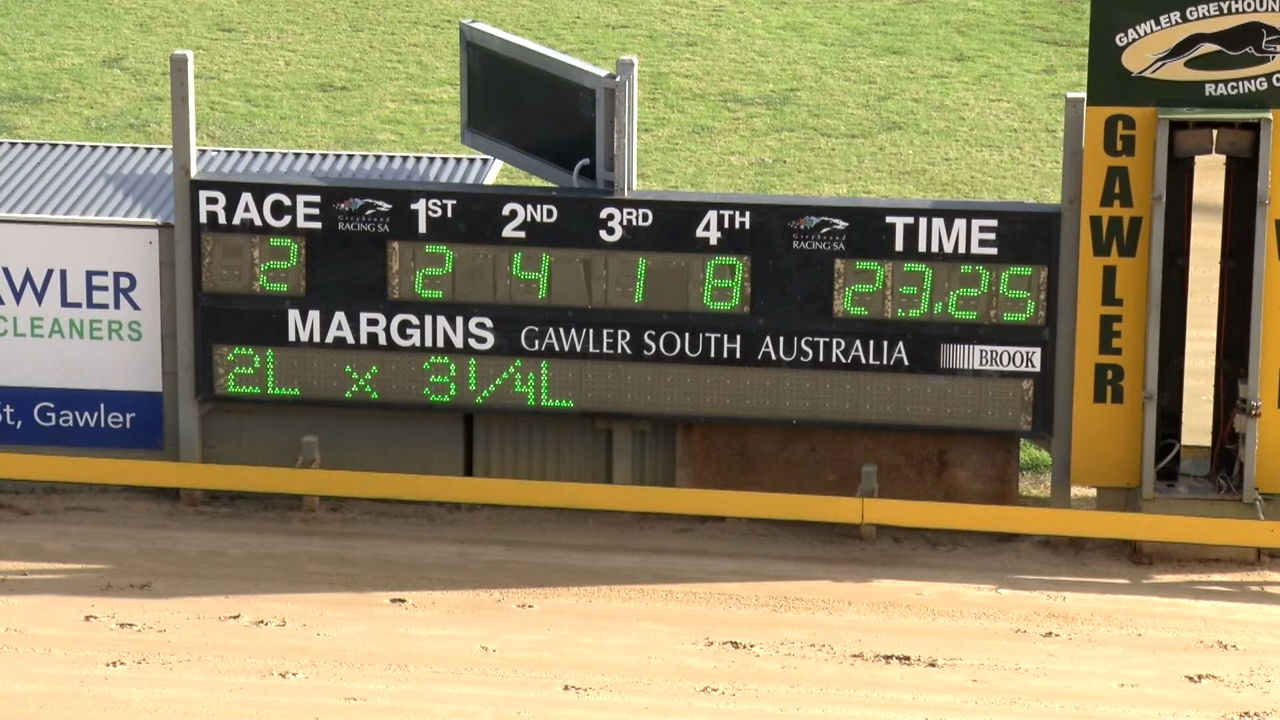 GAWLER GREYHOUN
RACING C
GAWLER
RACE 1ST 2ND 3RD 4TH TIME
Greyhound
RACING SA
Greyhound
RACING SA
2 2 4 1 8 23.25
MARGINS GAWLER SOUTH AUSTRALIA BROOK
2L x 3 1/4L
AWLER
CLEANERS
St, Gawler